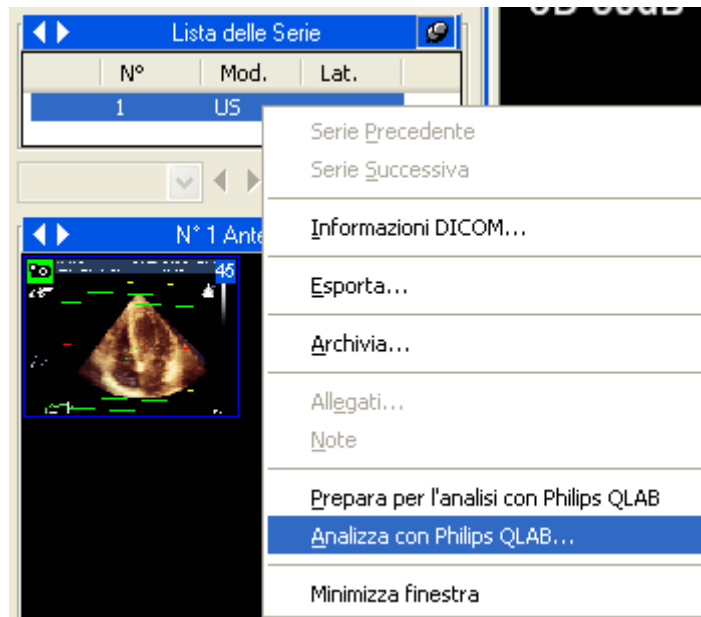 Lista delle Serie
N° Mod. Lat.
1 US
Serie Precedente
Serie Successiva
Informazioni DICOM...
Esporta...
Archivia...
Allegati...
Note
Prepara per l'analisi con Philips QLAB
Analizza con Philips QLAB...
Minimizza finestra
N° 1 Ante
45